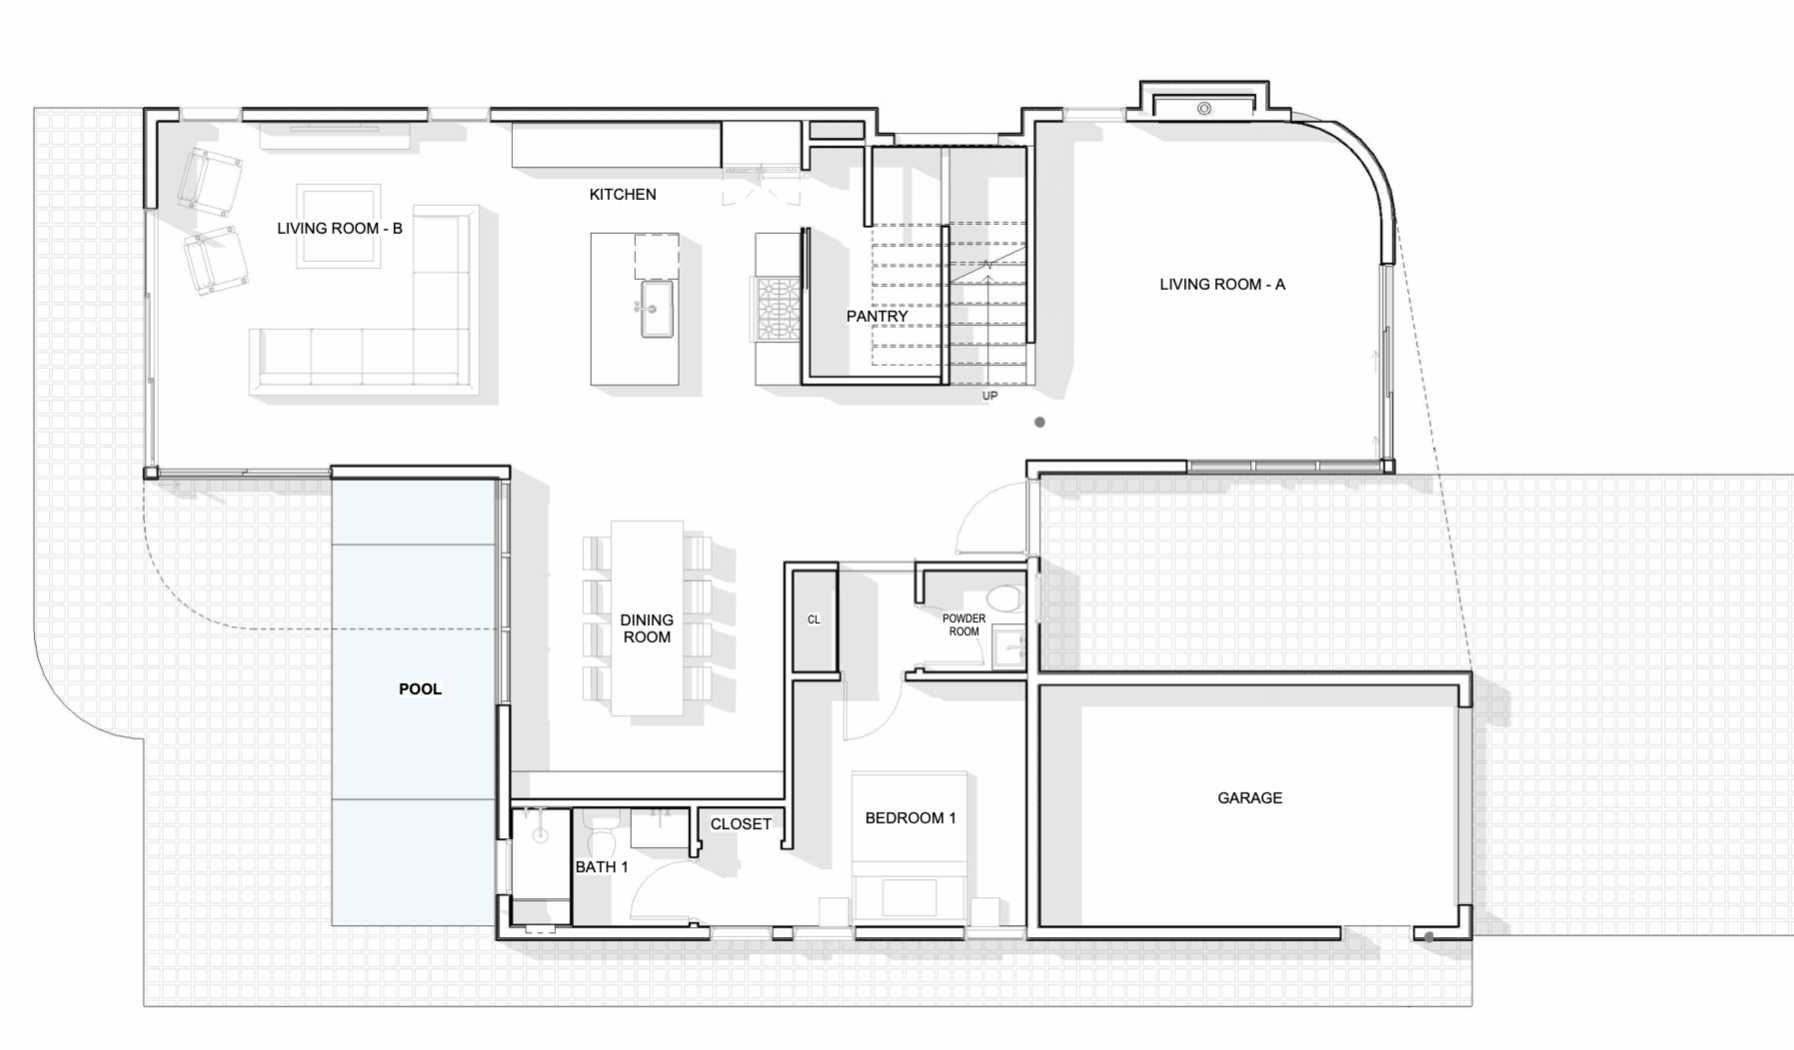 KITCHEN
LIVING ROOM - B
LIVING ROOM - A
PANTRY
UP
DINING
ROOM
CL
POWDER
ROOM
POOL
GARAGE
BEDROOM 1
CLOSET
BATH 1